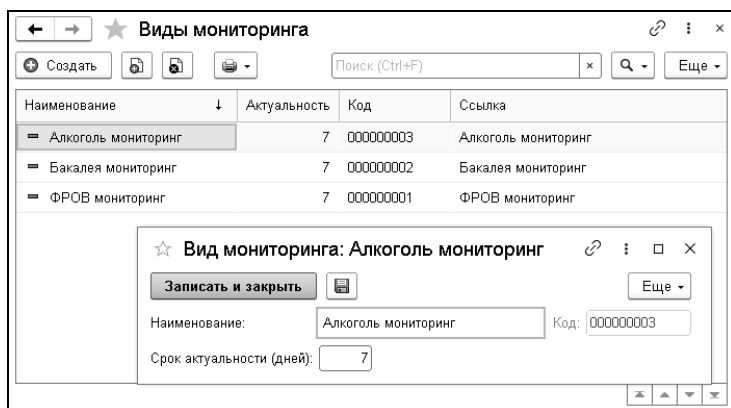 Виды мониторинга
Создать
Поиск (Ctrl+F)
Еще
Наименование Актуальность Код Ссылка
Алкоголь мониторинг 7 000000003 Алкоголь мониторинг
Бакалея мониторинг 7 000000002 Бакалея мониторинг
ФРОВ мониторинг 7 000000001 ФРОВ мониторинг
Вид мониторинга: Алкоголь мониторинг
Записать и закрыть Еще
Наименование: Алкоголь мониторинг Код: 000000003
Срок актуальности (дней): 7